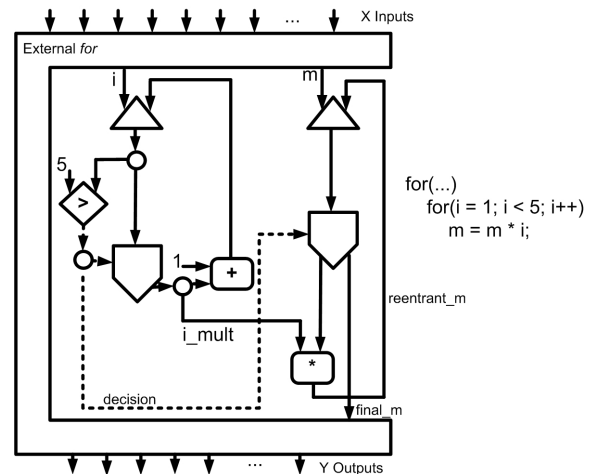 ... X Inputs
External for
i
m
5
>
for(...)
for(i = 1; i < 5; i++)
m = m * i;
1
+
reentrant_m
i_mult
*
decision
final_m
... Y Outputs